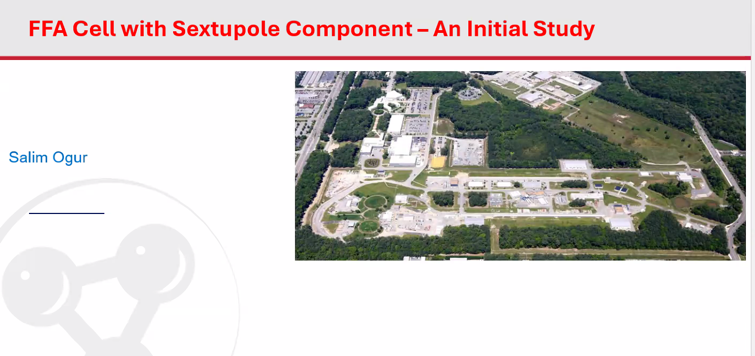 FFA Cell with Sextupole Component – An Initial Study
Salim Ogur